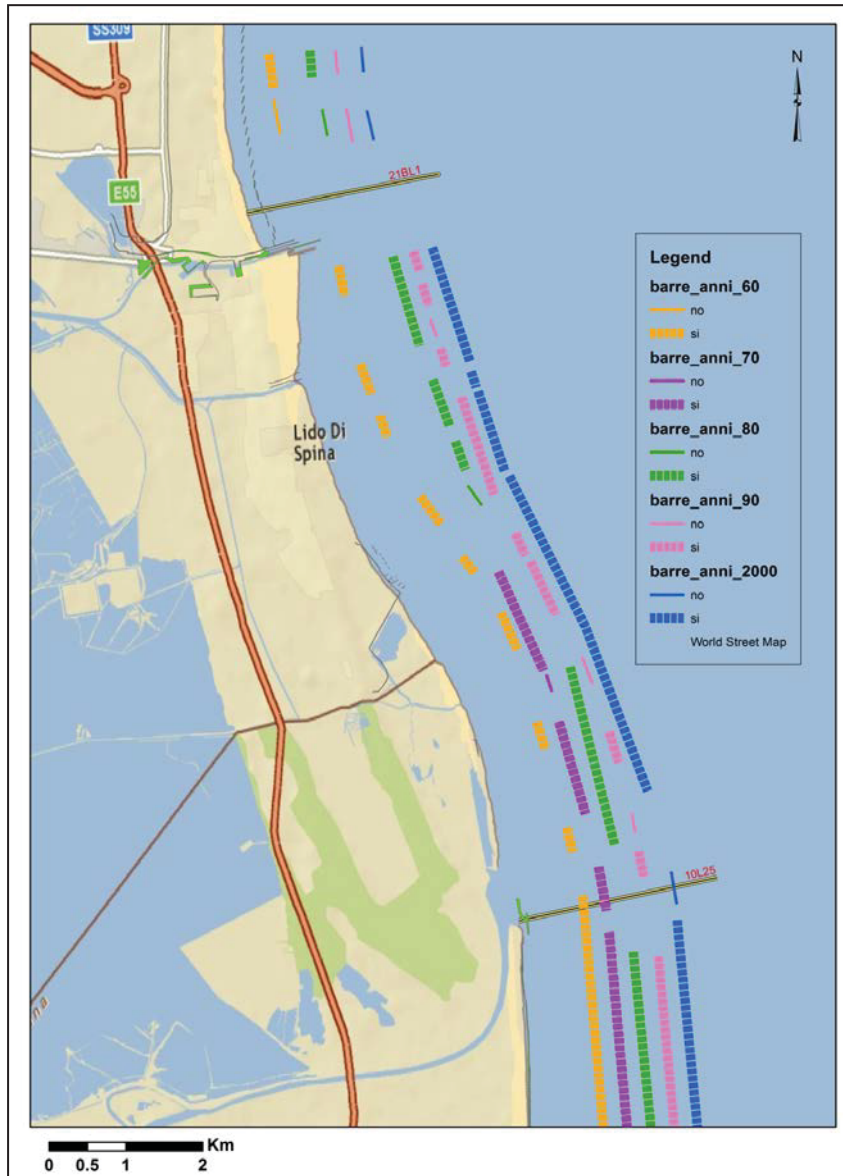 SS309
N
21BL1
E55
Legend
barre_anni_60
no
si
barre_anni_70
no
si
barre_anni_80
no
si
barre_anni_90
no
si
barre_anni_2000
no
si
World Street Map
Lido Di
Spina
10L25
Km
0 0.5 1 2